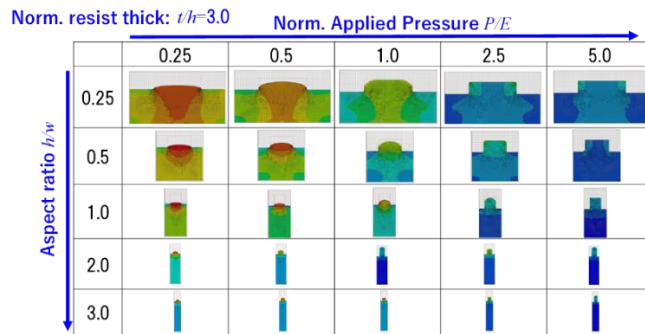 Norm. resist thick: t/h=3.0
Norm. Applied Pressure P/E
0.25 0.5 1.0 2.5 5.0
Aspect ratio h/w
0.25
0.5
1.0
2.0
3.0